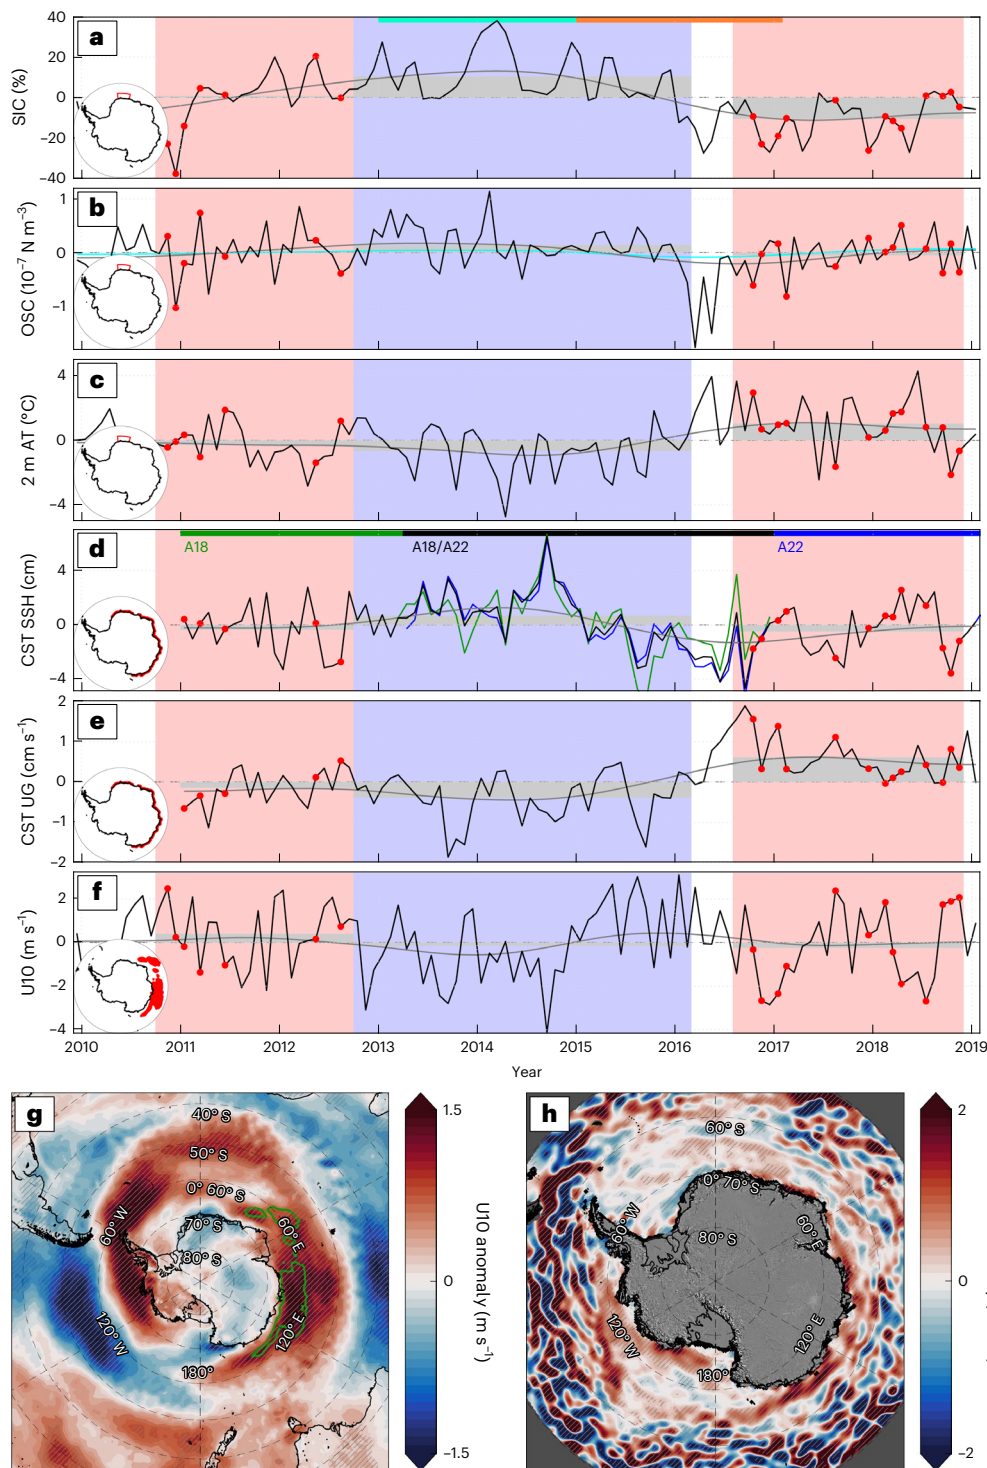 a
SIC (%)
40
20
0
−20
−40
b
OSC (10⁻⁷ N m⁻³)
1
0
−1
c
2 m AT (°C)
4
0
−4
d
CST SSH (cm)
4
0
−4
A18
A18/A22
A22
e
CST UG (cm s⁻¹)
2
1
0
−1
−2
f
U10 (m s⁻¹)
2
0
−2
−4
2010 2011 2012 2013 2014 2015 2016 2017 2018 2019
Year
g
40° S
50° S
0° 60° S
60° W
70° S
60° E
80° S
120° W
120° E
180°
1.5
0
−1.5
U10 anomaly (m s⁻¹)
h
60° S
0° 70° S
60° W
80° S
60° E
120° W
120° E
180°
2
0
−2